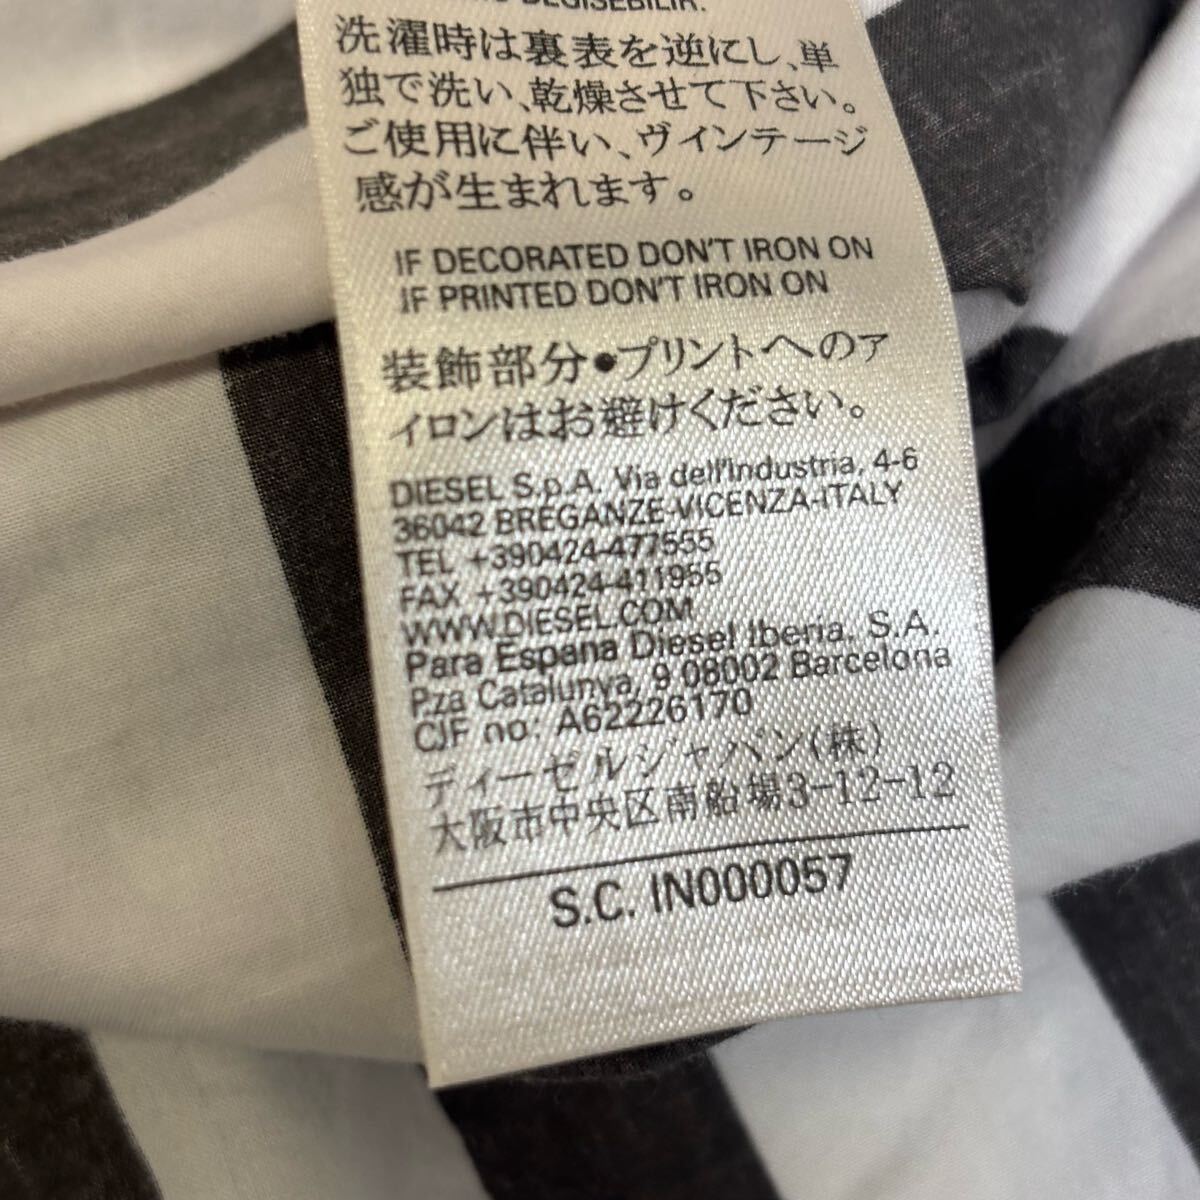 DEGISEBILIR.
洗濯時は裏表を逆にし、単
独で洗い、乾燥させて下さい。
ご使用に伴い、ヴィンテージ
感が生まれます。
IF DECORATED DON'T IRON ON
IF PRINTED DON'T IRON ON
装飾部分•プリントへのア
イロンはお避けください。
DIESEL S.p.A. Via dell'Industria, 4-6
36042 BREGANZE-VICENZA-ITALY
TEL +390424-477555
FAX +390424-411955
WWW.DIESEL.COM
Para Espana Diesel Iberia. S.A.
Pza Catalunya, 9 08002 Barcelona
CJF no: A62226170
ディーゼルジャパン(株)
大阪市中央区南船場3-12-12
S.C. IN000057